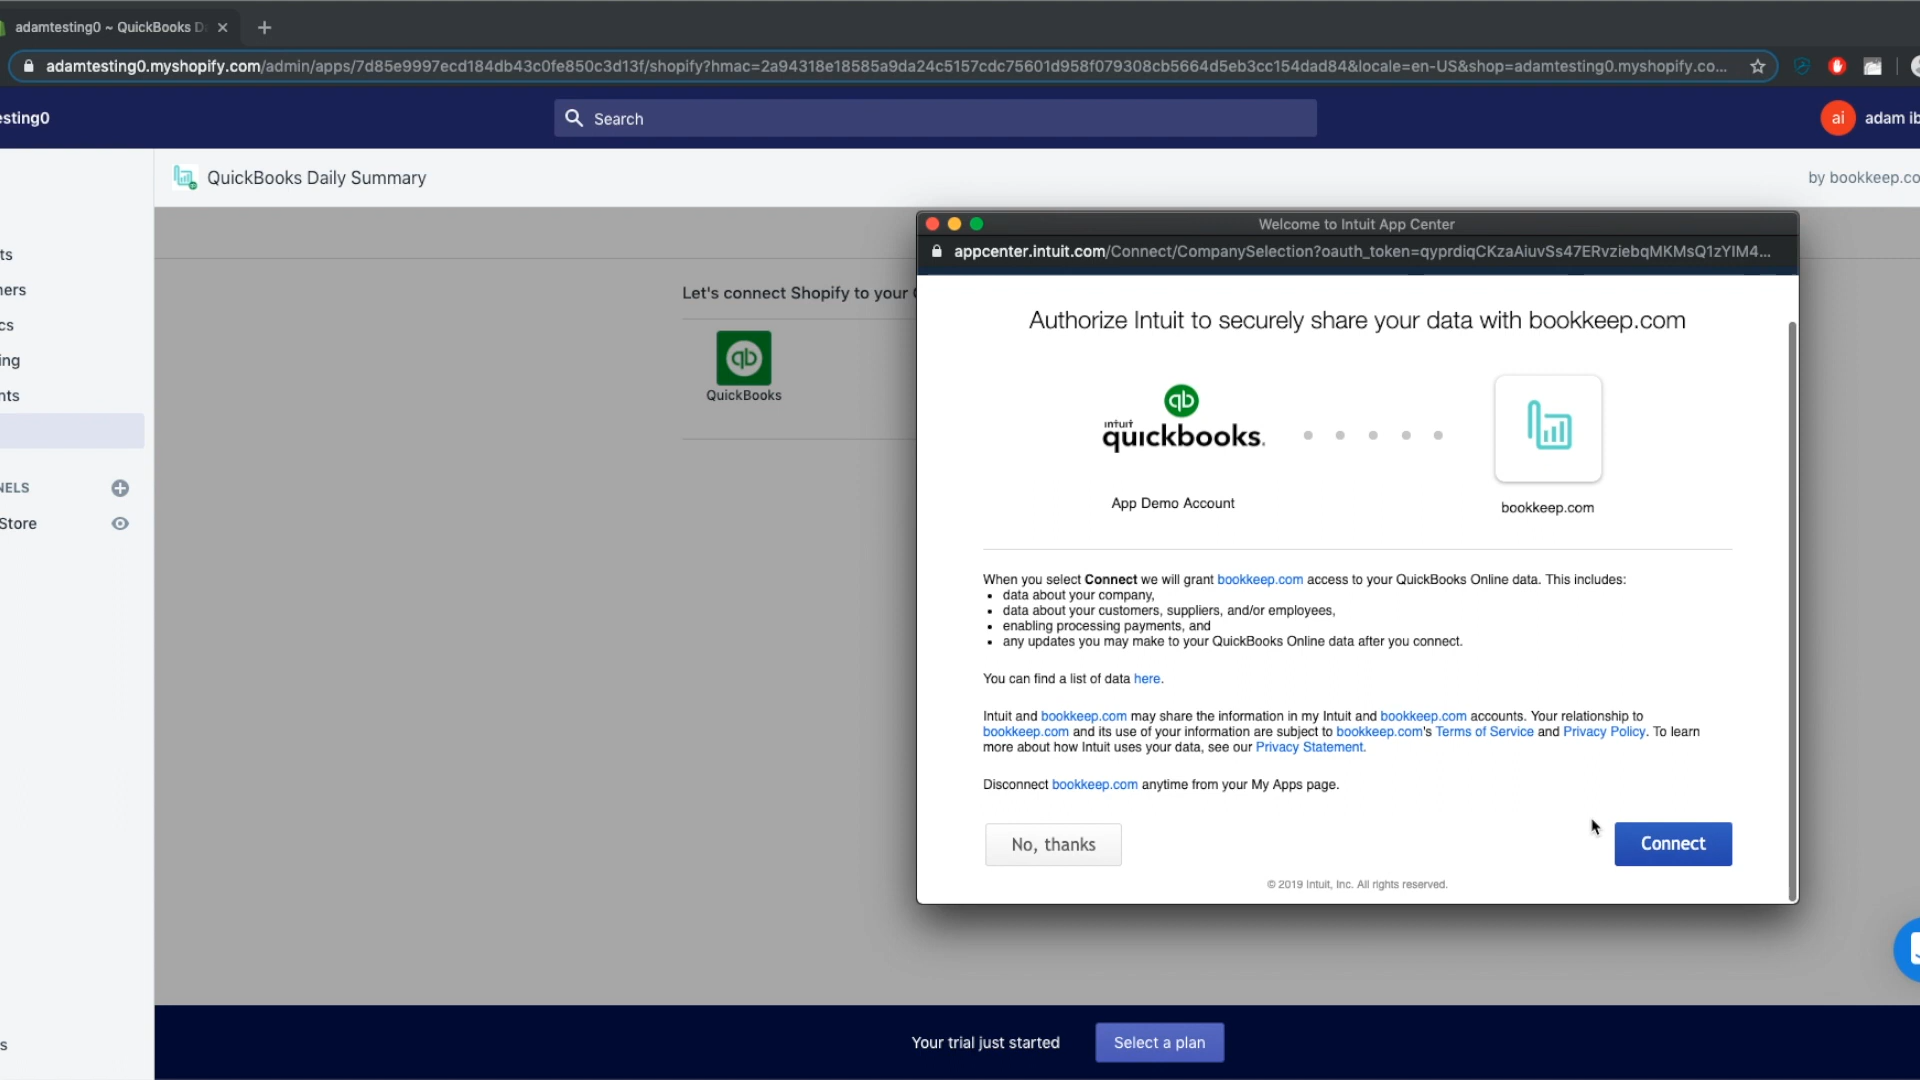 adamtesting0 ~ QuickBooks D
adamtesting0.myshopify.com/admin/apps/7d85e9997ecd184db43c0fe850c3d13f/shopify?hmac=2a94318e18585a9da24c5157cdc75601d958f079308cb5664d5eb3cc154dad84&locale=en-US&shop=adamtesting0.myshopify.co...
esting0
Search
ai
adam ib
QuickBooks Daily Summary
by bookkeep.co
ts
ners
cs
ing
nts
NELS
Store
s
Let's connect Shopify to your
QuickBooks
Welcome to Intuit App Center
appcenter.intuit.com/Connect/CompanySelection?oauth_token=qyprdiqCKzaAiuvSs47ERvziebqMKMsQ1zYIM4...
Authorize Intuit to securely share your data with bookkeep.com
qb
intuit
quickbooks.
App Demo Account
bookkeep.com
When you select Connect we will grant bookkeep.com access to your QuickBooks Online data. This includes:
• data about your company,
• data about your customers, suppliers, and/or employees,
• enabling processing payments, and
• any updates you may make to your QuickBooks Online data after you connect.
You can find a list of data here.
Intuit and bookkeep.com may share the information in my Intuit and bookkeep.com accounts. Your relationship to
bookkeep.com and its use of your information are subject to bookkeep.com's Terms of Service and Privacy Policy. To learn
more about how Intuit uses your data, see our Privacy Statement.
Disconnect bookkeep.com anytime from your My Apps page.
No, thanks
Connect
© 2019 Intuit, Inc. All rights reserved.
Your trial just started
Select a plan